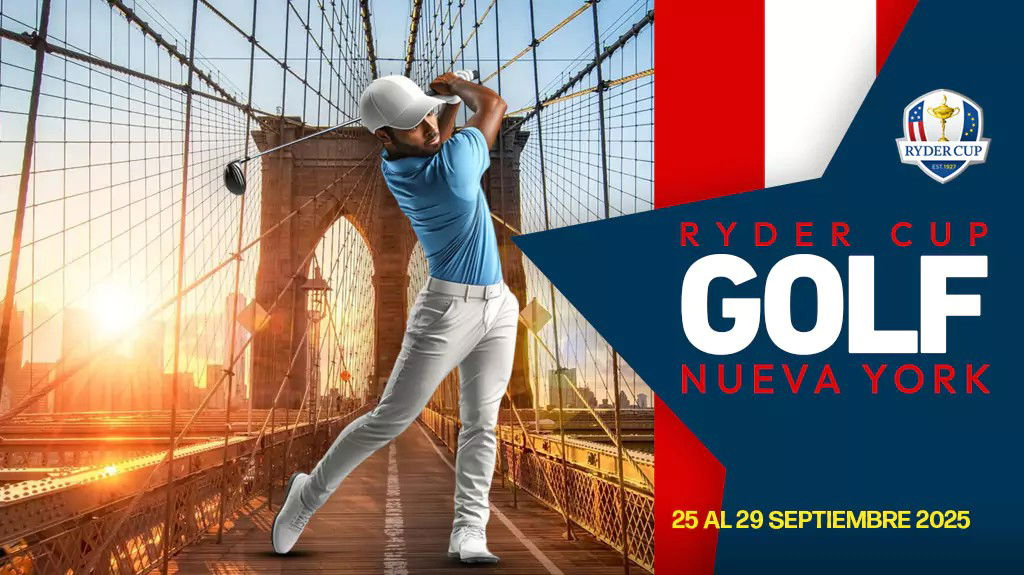 RYDER CUP
EST. 1927
RYDER CUP
GOLF
NUEVA YORK
25 AL 29 SEPTIEMBRE 2025